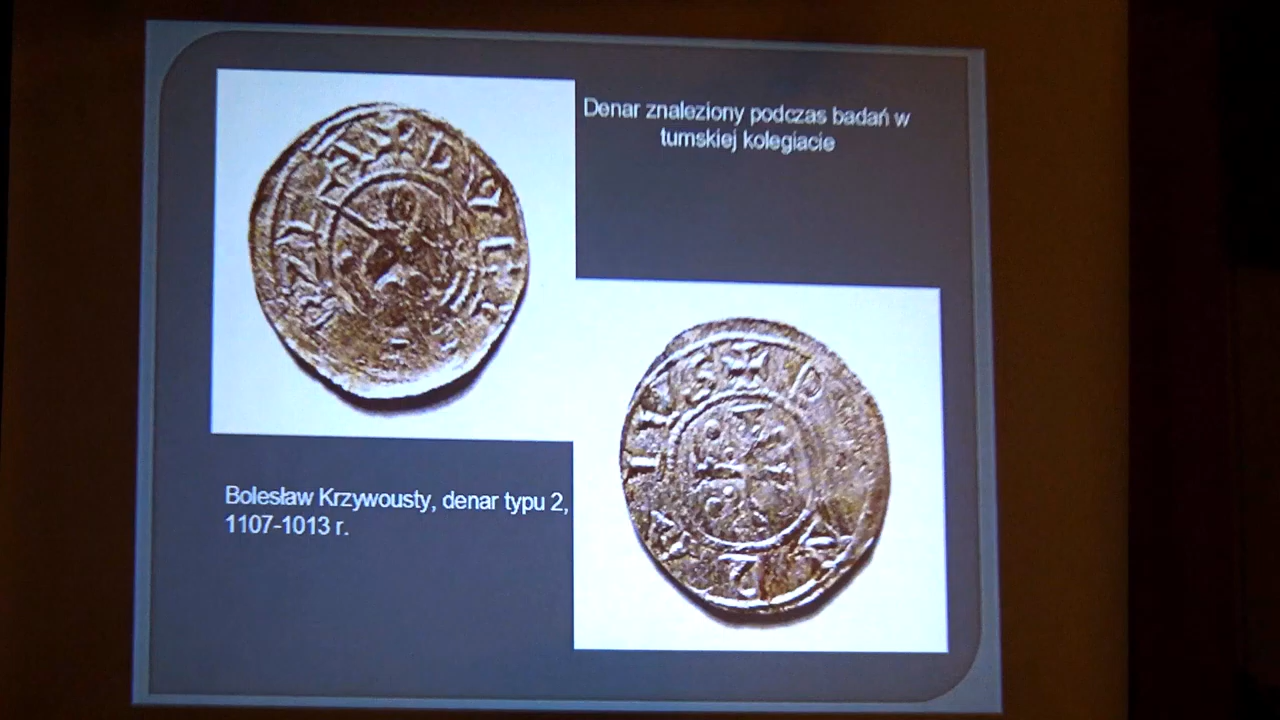 Denar znaleziony podczas badań w
tumskiej kolegiacie
Bolesław Krzywousty, denar typu 2,
1107-1013 r.